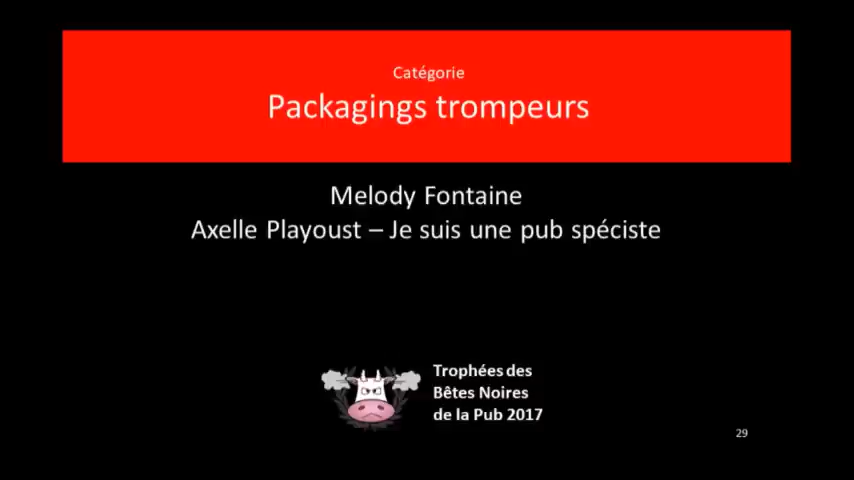 Catégorie
Packagings trompeurs
Melody Fontaine
Axelle Playoust – Je suis une pub spéciste
Trophées des
Bêtes Noires
de la Pub 2017
29